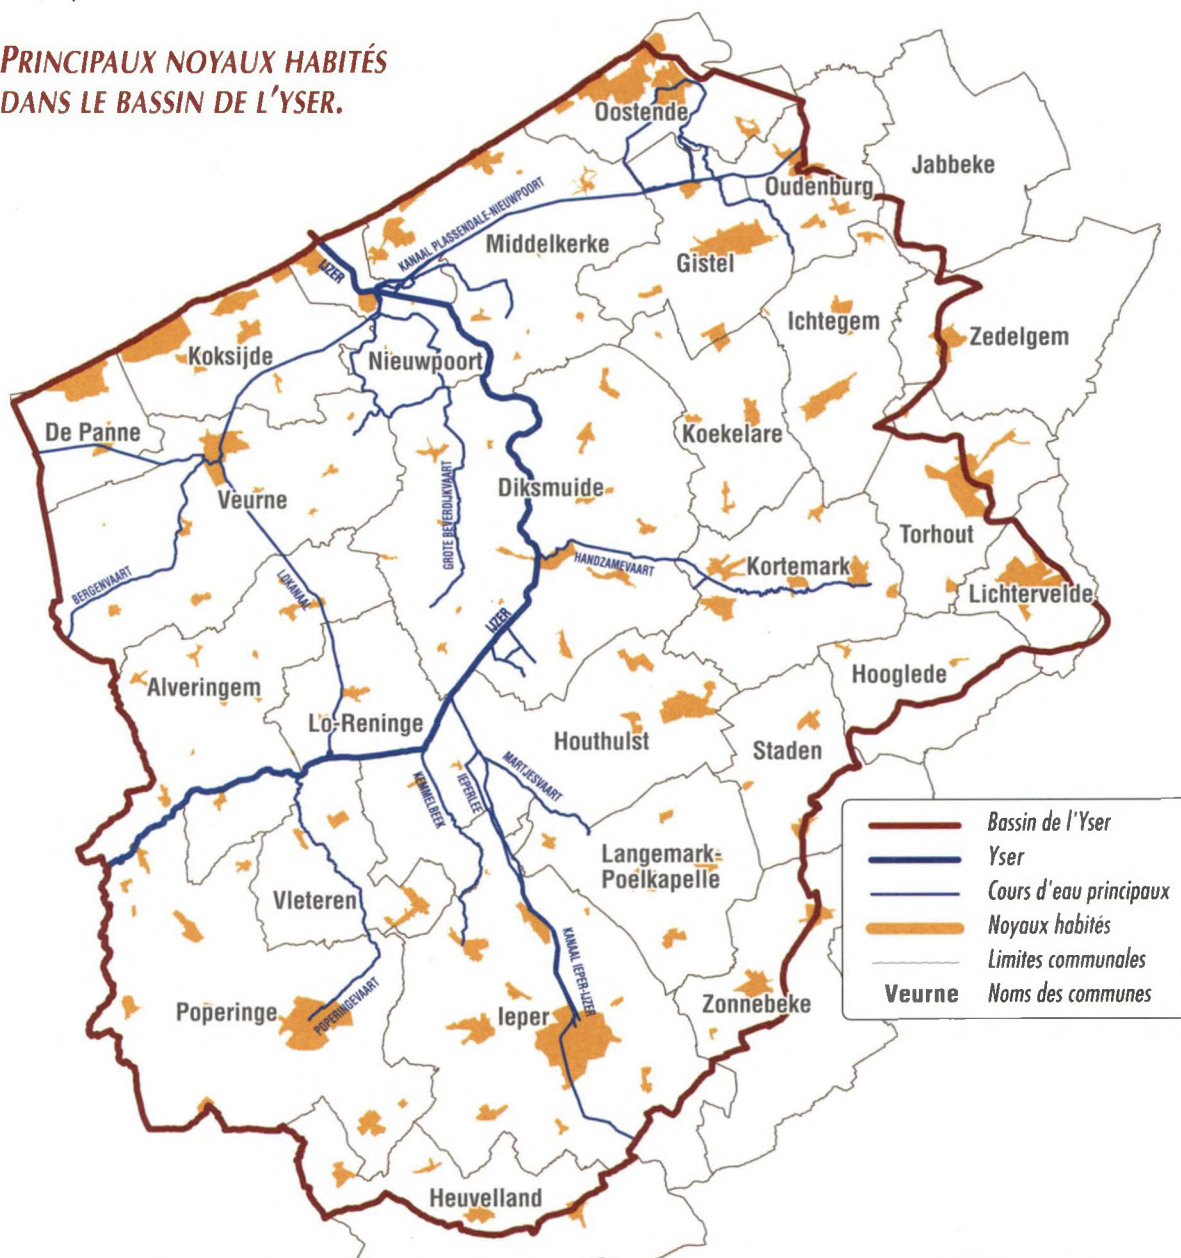 PRINCIPAUX NOYAUX HABITÉS
DANS LE BASSIN DE L'YSER.
Oostende
Jabbeke
Oudenburg
KANAAL PLASSENDALE-NIEUWPOORT
Middelkerke
Gistel
IJZER
Ichtegem
Zedelgem
Koksijde
Nieuwpoort
De Panne
Koekelare
Veurne
Diksmuide
GROTE BEVERDIJKVAART
Torhout
HANDZAMEVAART
Kortemark
BERGENVAART
LOKANAAL
Lichtervelde
IJZER
Alveringem
Hooglede
Lo-Reninge
Houthulst
Staden
MARTJESVAART
KEMMELBEEK
IEPERLEE
Langemark-
Poelkapelle
Vleteren
KANAAL IEPER-IJZER
Poperinge
POPERINGEVAART
Ieper
Zonnebeke
Heuvelland
Bassin de l'Yser
Yser
Cours d'eau principaux
Noyaux habités
Limites communales
Veurne Noms des communes